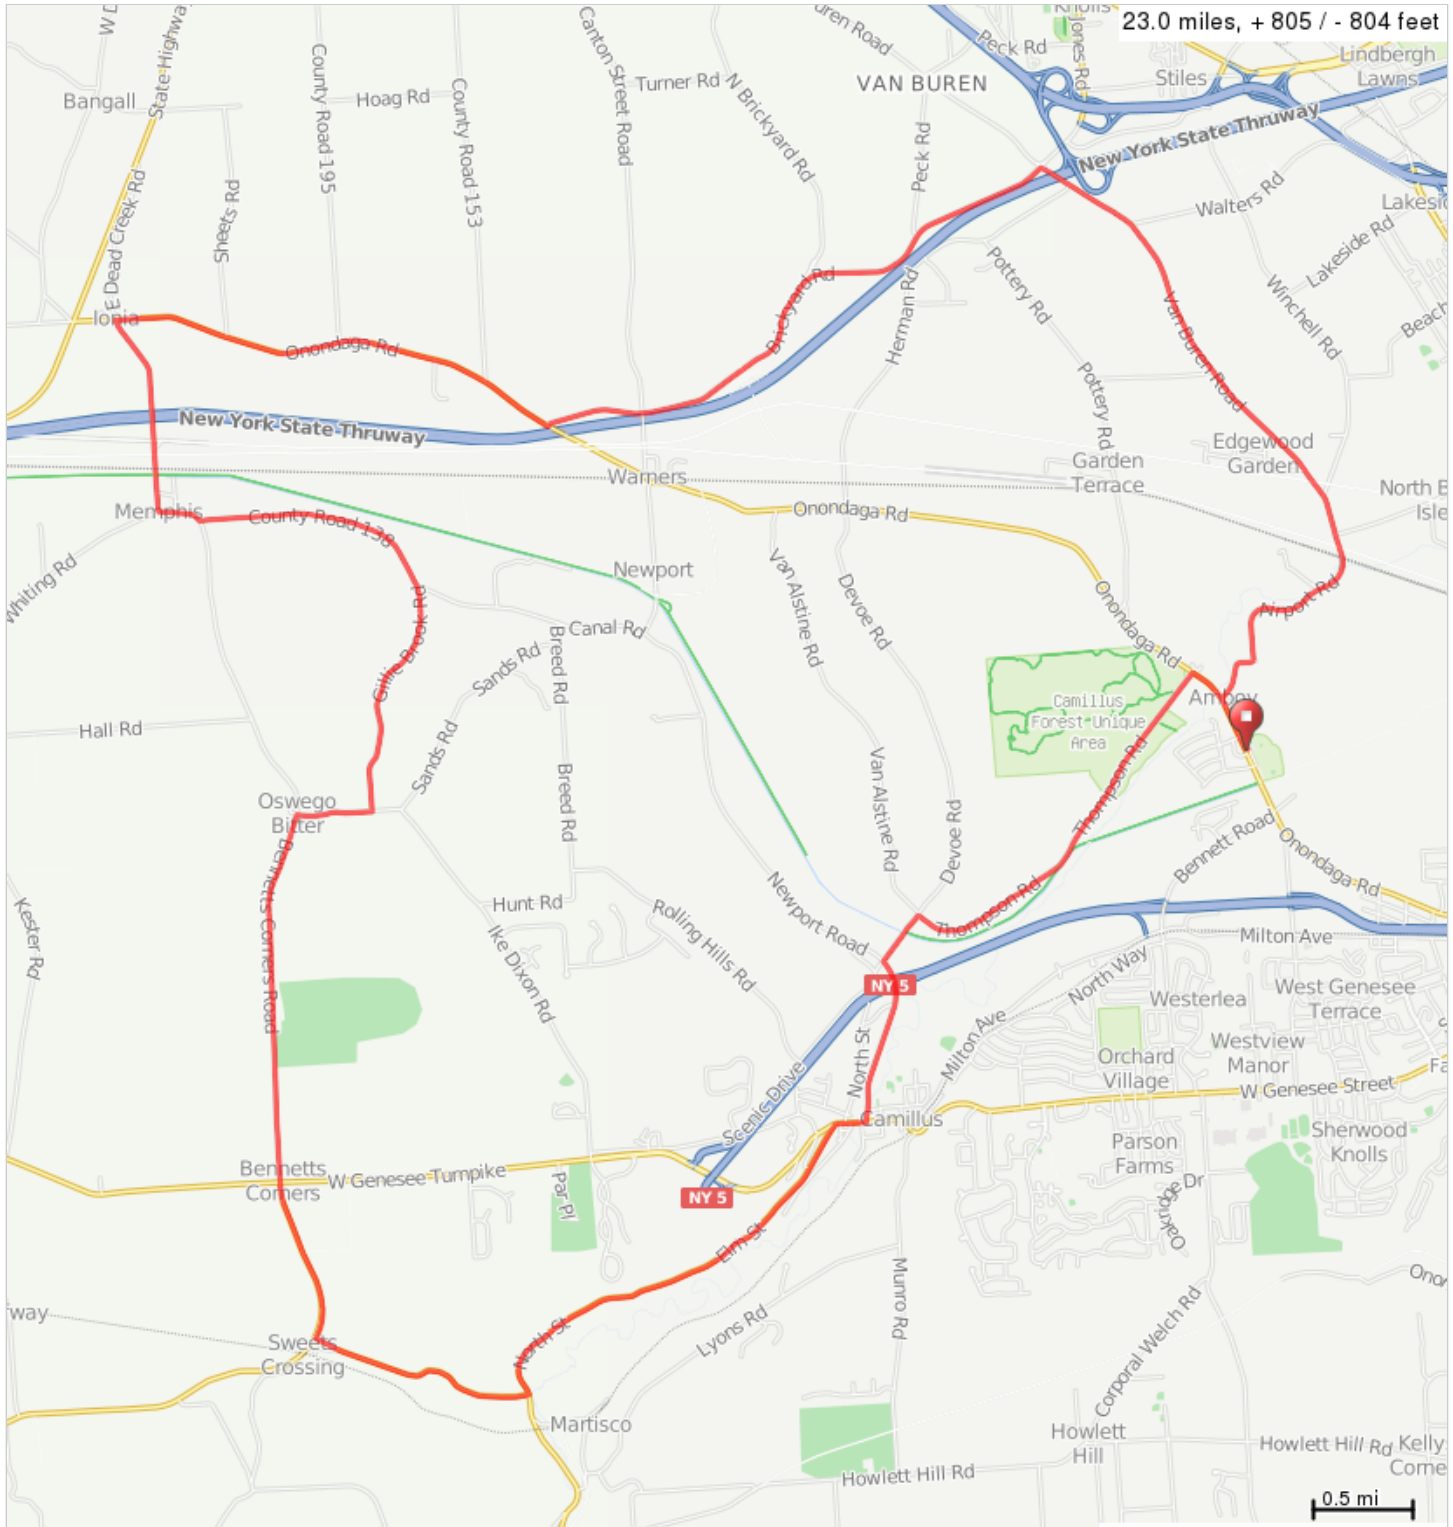 23.0 miles, + 805 / - 804 feet
Peck Rd
Jones Rd
Lindbergh
Lawns
Stiles
W D
State Highway
Bangall
County Road 195
Hoag Rd
County Road 153
Canton Street Road
Turner Rd
N Brickyard Rd
uren Road
VAN BUREN
Peck Rd
New York State Thruway
Walters Rd
Lakeside Rd
E Dead Creek Rd
Sheets Rd
Ionia
Onondaga Rd
Brickyard Rd
Herman Rd
Pottery Rd
Winchell Rd
Beach
Van Buren Road
Pottery Rd
New York State Thruway
Edgewood
Garden
Warners
Garden
Terrace
North B
Isle
Memphis
County Road 138
Onondaga Rd
Whiting Rd
Newport
Gillie Brook Rd
Canal Rd
Sands Rd
Breed Rd
Van Alstine Rd
Devoe Rd
Onondaga Rd
Airport Rd
Camillus
Forest Unique
Area
Amboy
Hall Rd
Sands Rd
Breed Rd
Van Alstine Rd
Devoe Rd
Thompson Rd
Oswego
Bitter
Bennetts Corners Road
Bennett Road
Onondaga Rd
Kester Rd
Hunt Rd
Ike Dixon Rd
Rolling Hills Rd
Newport Road
Thompson Rd
Milton Ave
NY 5
North Way
Westerlea
West Genesee
Terrace
Milton Ave
Orchard
Village
Westview
Manor
North St
Scenic Drive
W Genesee Street
Camillus
Parson
Farms
Sherwood
Knolls
Bennetts
Corners
W Genesee Turnpike
Par Pl
NY 5
Oakridge Dr
Elm St
Munro Rd
way
Sweets
Crossing
North St
Lyons Rd
Corporal Welch Rd
Martisco
Howlett
Hill
Howlett Hill Rd
Howlett Hill Rd
Kelly
Corne
0.5 mi